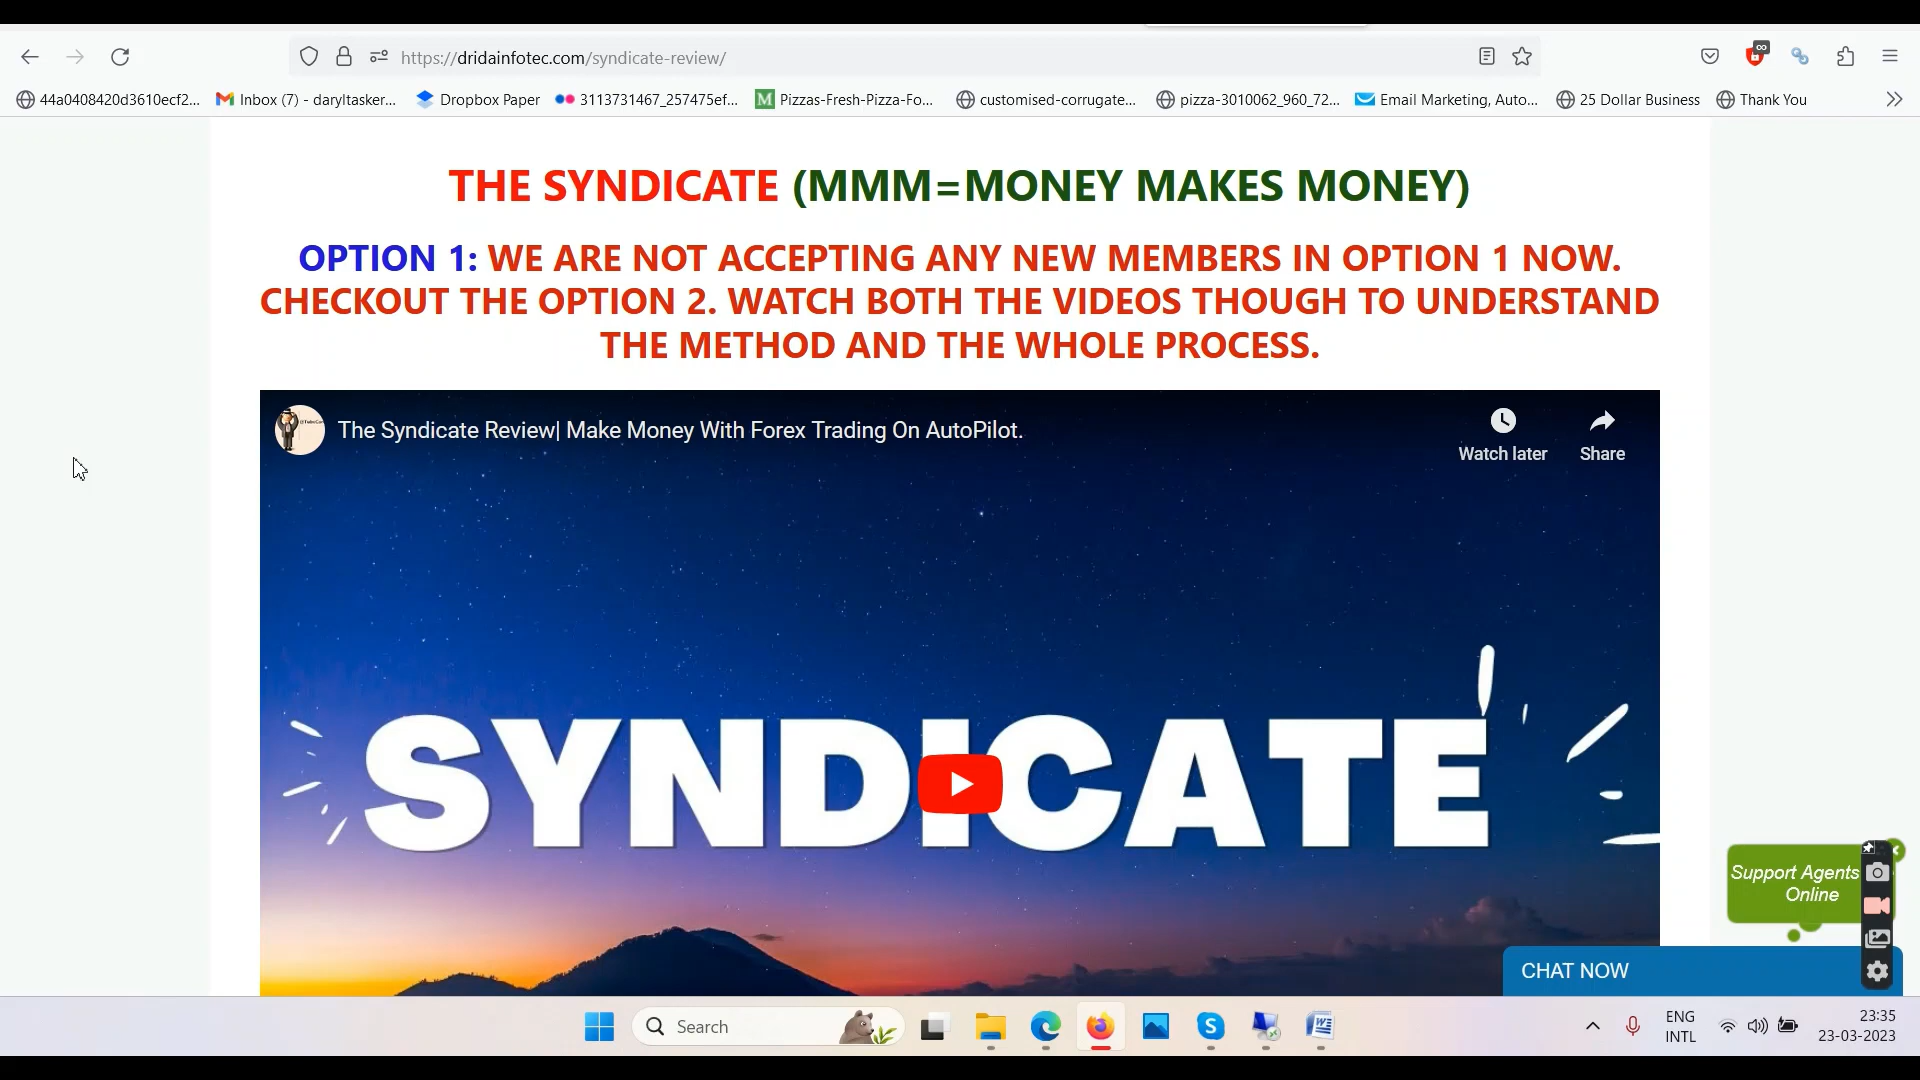 https://dridainfotec.com/syndicate-review/
44a0408420d3610ecf2...
Inbox (7) - daryltasker...
Dropbox Paper
3113731467_257475ef...
M
Pizzas-Fresh-Pizza-Fo...
customised-corrugate...
pizza-3010062_960_72...
Email Marketing, Auto...
25 Dollar Business
Thank You
THE SYNDICATE (MMM=MONEY MAKES MONEY)
OPTION 1: WE ARE NOT ACCEPTING ANY NEW MEMBERS IN OPTION 1 NOW.
CHECKOUT THE OPTION 2. WATCH BOTH THE VIDEOS THOUGH TO UNDERSTAND
THE METHOD AND THE WHOLE PROCESS.
The Syndicate Review| Make Money With Forex Trading On AutoPilot.
Watch later
Share
SYNDICATE
Support Agents
Online
CHAT NOW
Search
ENG
INTL
23:35
23-03-2023